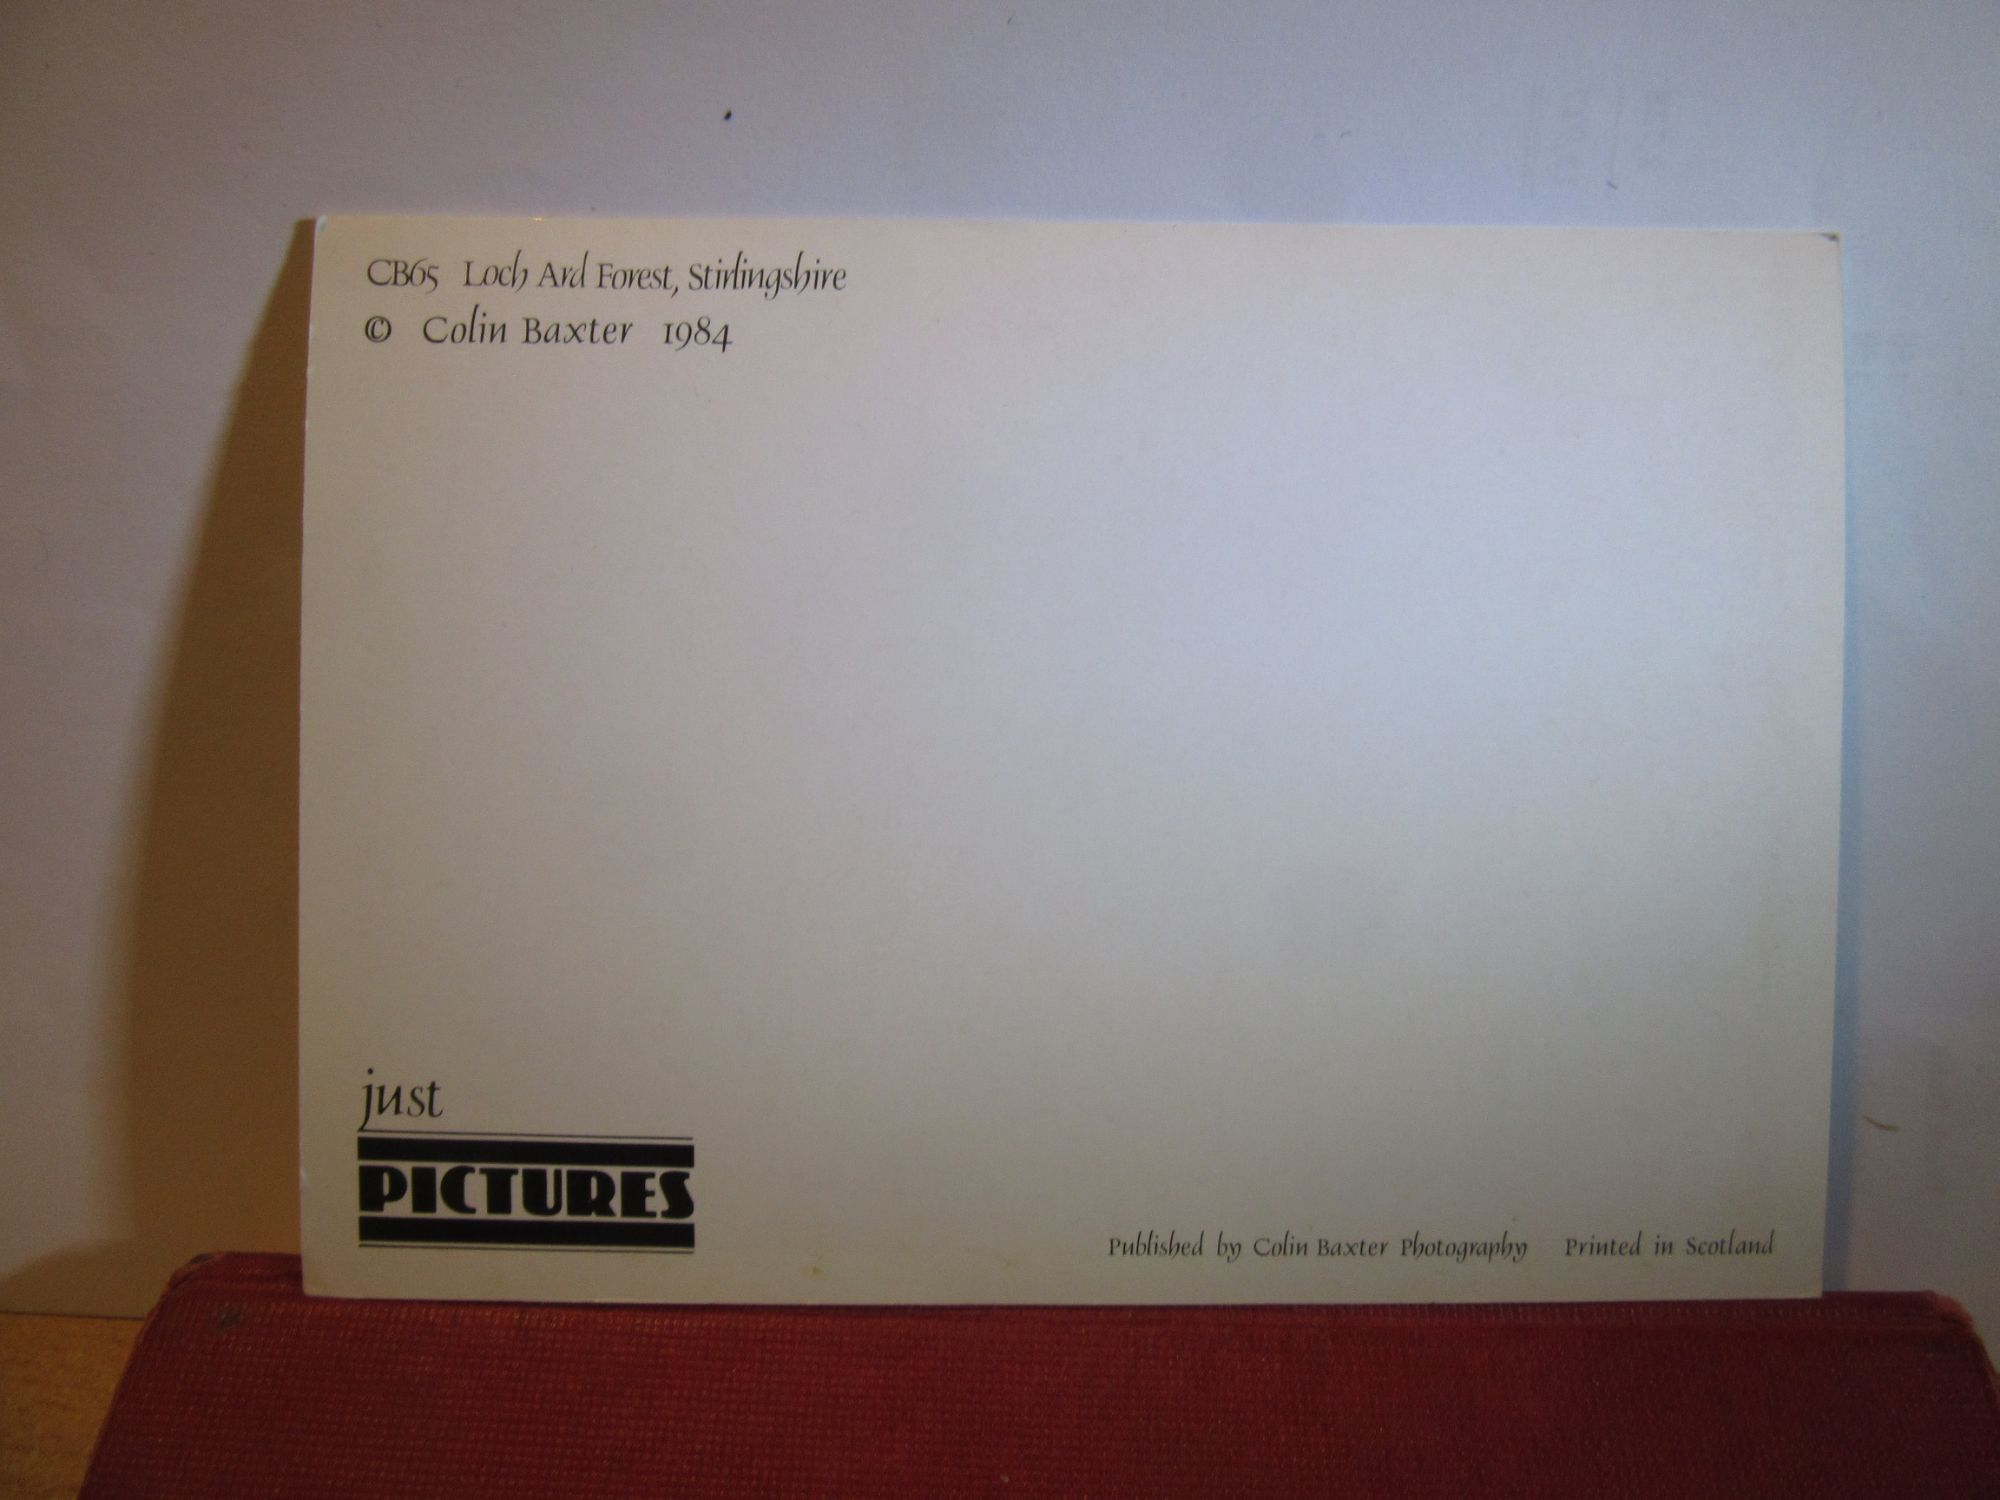 CB65 Loch Ard Forest, Stirlingshire
© Colin Baxter 1984
just
PICTURES
Published by Colin Baxter Photography Printed in Scotland